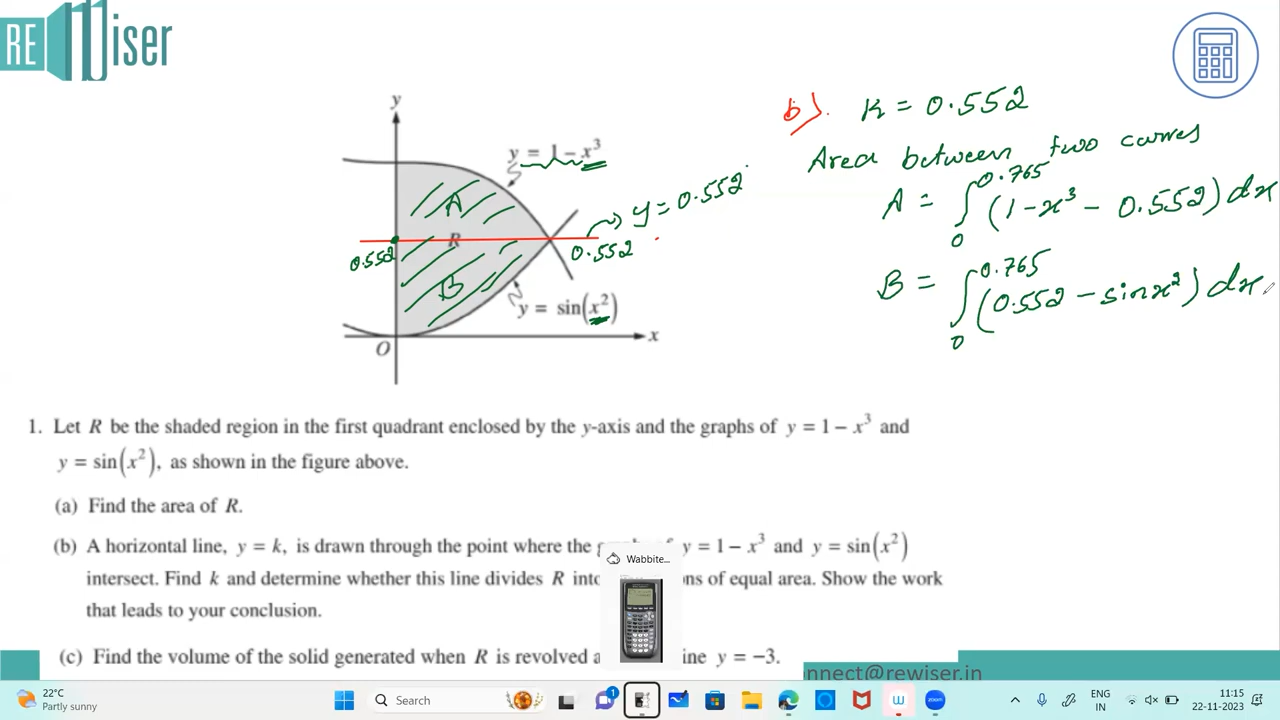 REWiser
y
y = 1 − x³
y = 0.552
A
R
0.552
0.552
B
y = sin(x²)
x
O
b). K = 0.552
Area between two curves
A = ∫₀^0.765 (1-x³ - 0.552) dx
B = ∫₀^0.765 (0.552 - sinx²) dx
1. Let R be the shaded region in the first quadrant enclosed by the y-axis and the graphs of y = 1 − x³ and
y = sin(x²), as shown in the figure above.
(a) Find the area of R.
(b) A horizontal line, y = k, is drawn through the point where the y = 1 − x³ and y = sin(x²)
intersect. Find k and determine whether this line divides R into ns of equal area. Show the work
that leads to your conclusion.
(c) Find the volume of the solid generated when R is revolved a ine y = −3.
Wabbite...
nnect@rewiser.in
22°C
Partly sunny
Search
1
zoom
ENG
IN
11:15
22-11-2023